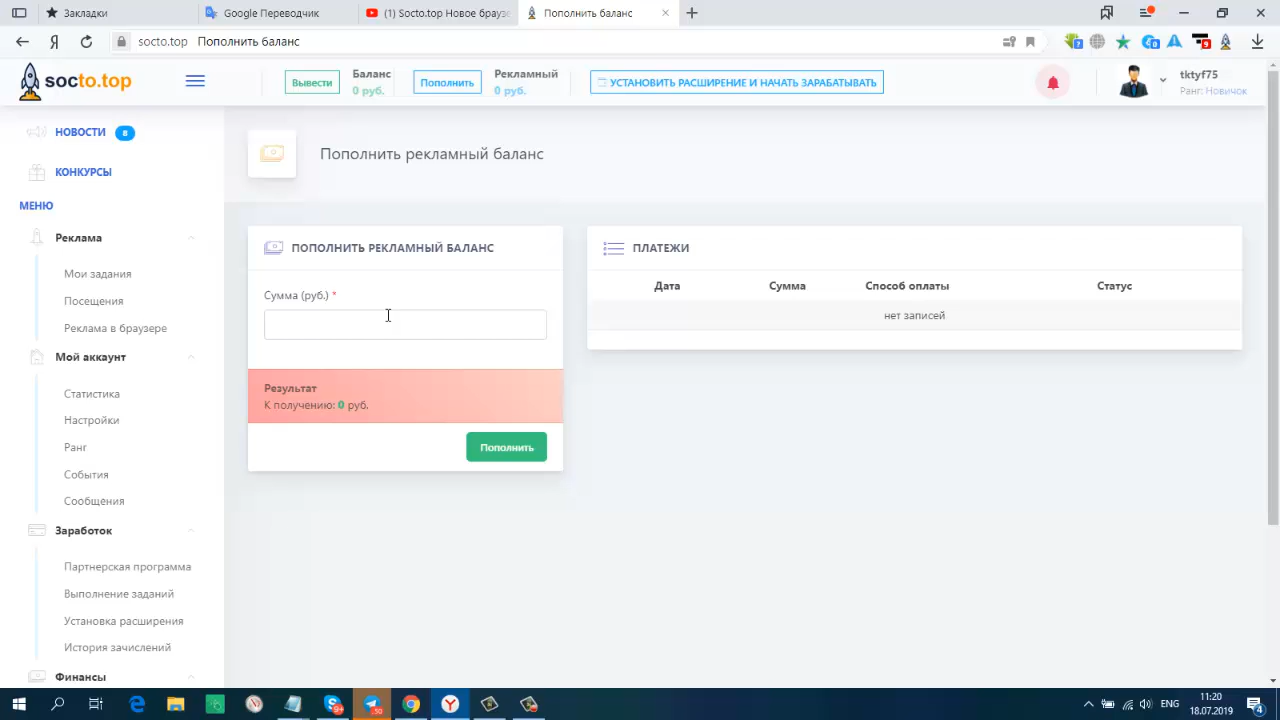 Закладки
Google Переводчик
(1) Socto.top Новое браузе
Пополнить баланс
socto.top Пополнить баланс
socto.top
Вывести
Баланс
0 руб.
Пополнить
Рекламный
0 руб.
УСТАНОВИТЬ РАСШИРЕНИЕ И НАЧАТЬ ЗАРАБАТЫВАТЬ
tktyf75
Ранг: Новичок
НОВОСТИ 8
КОНКУРСЫ
МЕНЮ
Реклама
Мои задания
Посещения
Реклама в браузере
Мой аккаунт
Статистика
Настройки
Ранг
События
Сообщения
Заработок
Партнерская программа
Выполнение заданий
Установка расширения
История зачислений
Финансы
Пополнить рекламный баланс
ПОПОЛНИТЬ РЕКЛАМНЫЙ БАЛАНС
Сумма (руб.) *
Результат
К получению: 0 руб.
Пополнить
ПЛАТЕЖИ
Дата Сумма Способ оплаты Статус
нет записей
ENG
11:20
18.07.2019